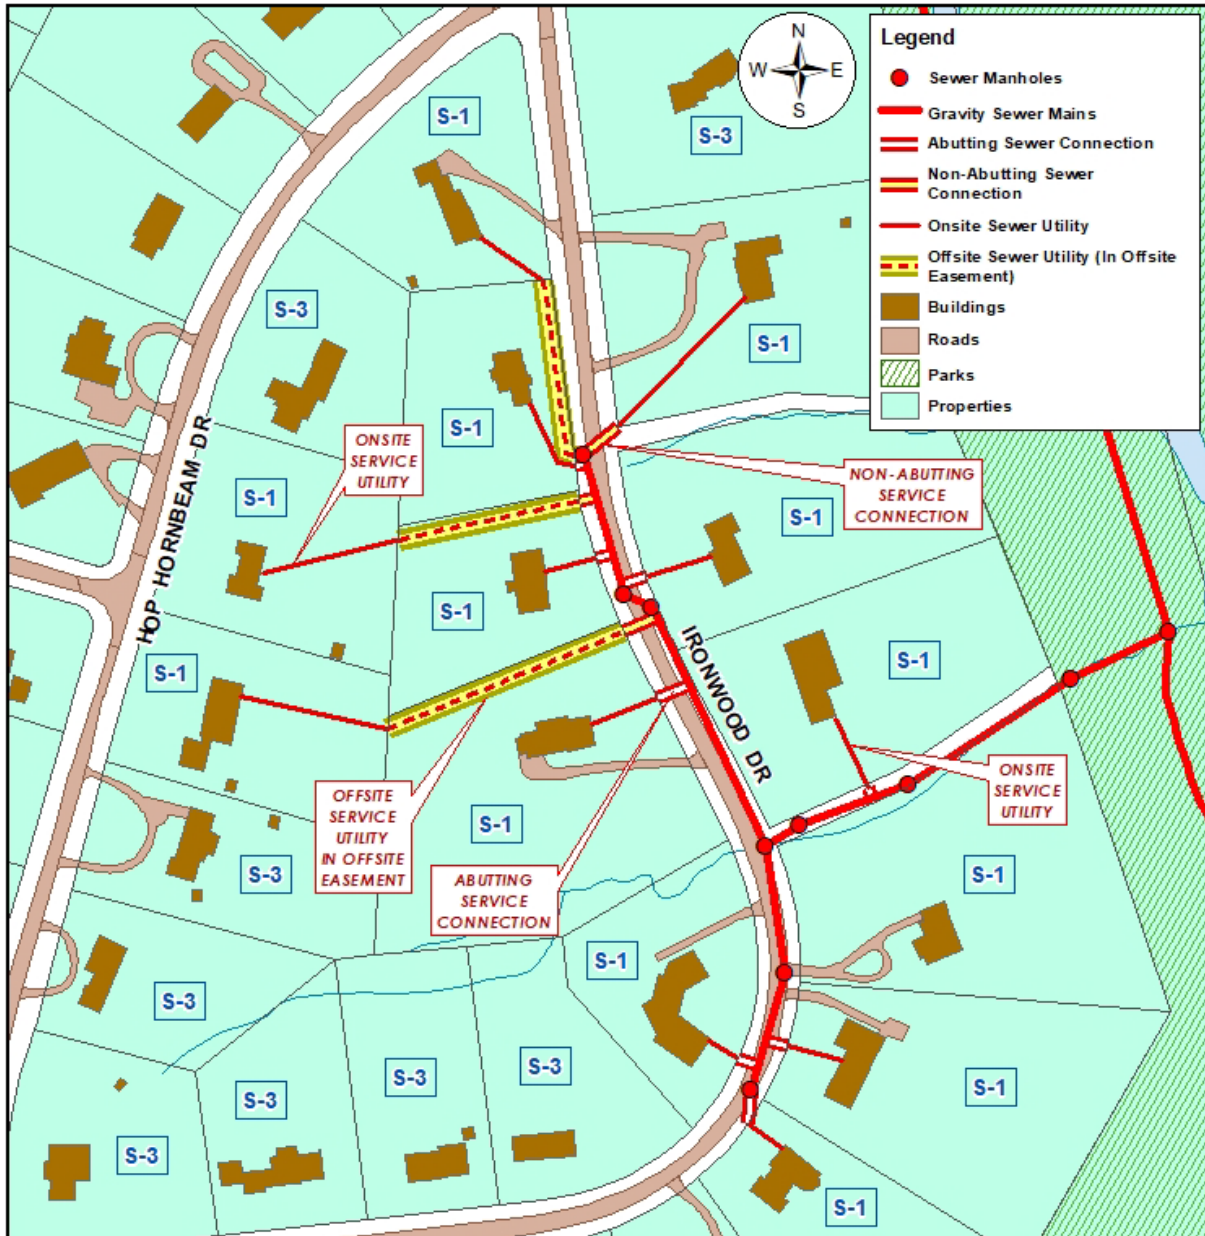 N
W E
S
Legend
Sewer Manholes
Gravity Sewer Mains
Abutting Sewer Connection
Non-Abutting Sewer
Connection
Onsite Sewer Utility
Offsite Sewer Utility (In Offsite
Easement)
Buildings
Roads
Parks
Properties
S-1
S-3
S-3
S-1
S-1
ONSITE
SERVICE
UTILITY
HOP HORNBEAM DR
S-1
NON-ABUTTING
SERVICE
CONNECTION
S-1
S-1
IRONWOOD DR
S-1
S-1
OFFSITE
SERVICE
UTILITY
IN OFFSITE
EASEMENT
ONSITE
SERVICE
UTILITY
S-1
ABUTTING
SERVICE
CONNECTION
S-3
S-1
S-1
S-3
S-3
S-3
S-3
S-1
S-3
S-1